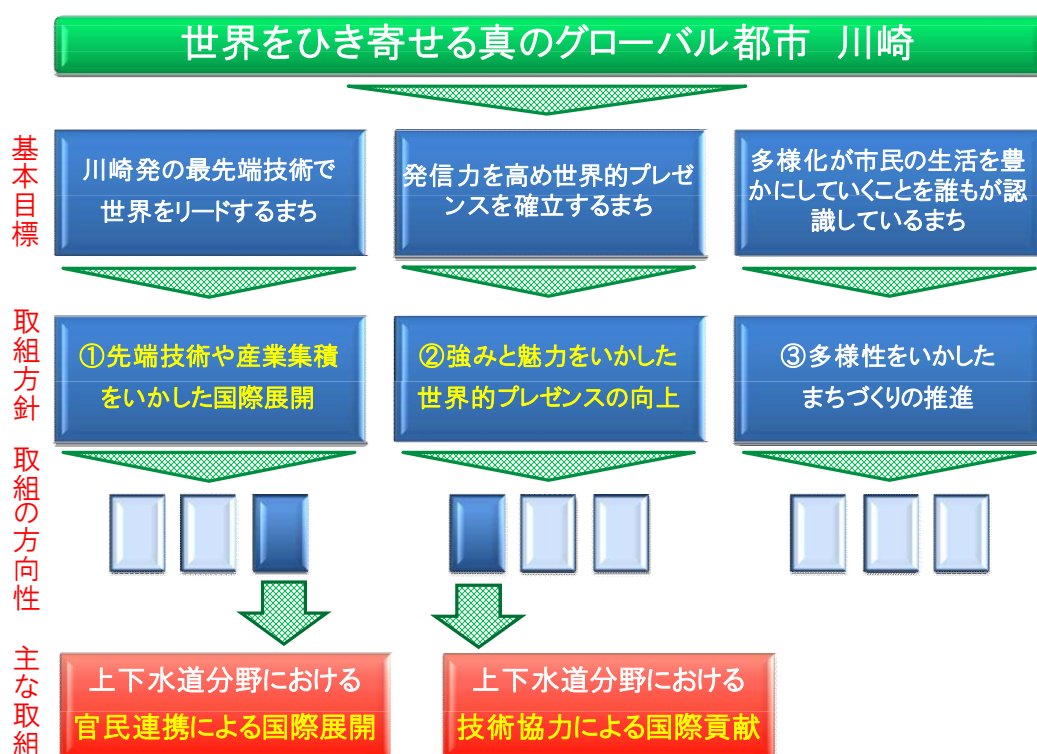 世界をひき寄せる真のグローバル都市　川崎
基本目標
川崎発の最先端技術で
世界をリードするまち
発信力を高め世界的プレゼ
ンスを確立するまち
多様化が市民の生活を豊
かにしていくことを誰もが認
識しているまち
取組方針
①先端技術や産業集積
をいかした国際展開
②強みと魅力をいかした
世界的プレゼンスの向上
③多様性をいかした
まちづくりの推進
取組の方向性
主な取組
上下水道分野における
官民連携による国際展開
上下水道分野における
技術協力による国際貢献